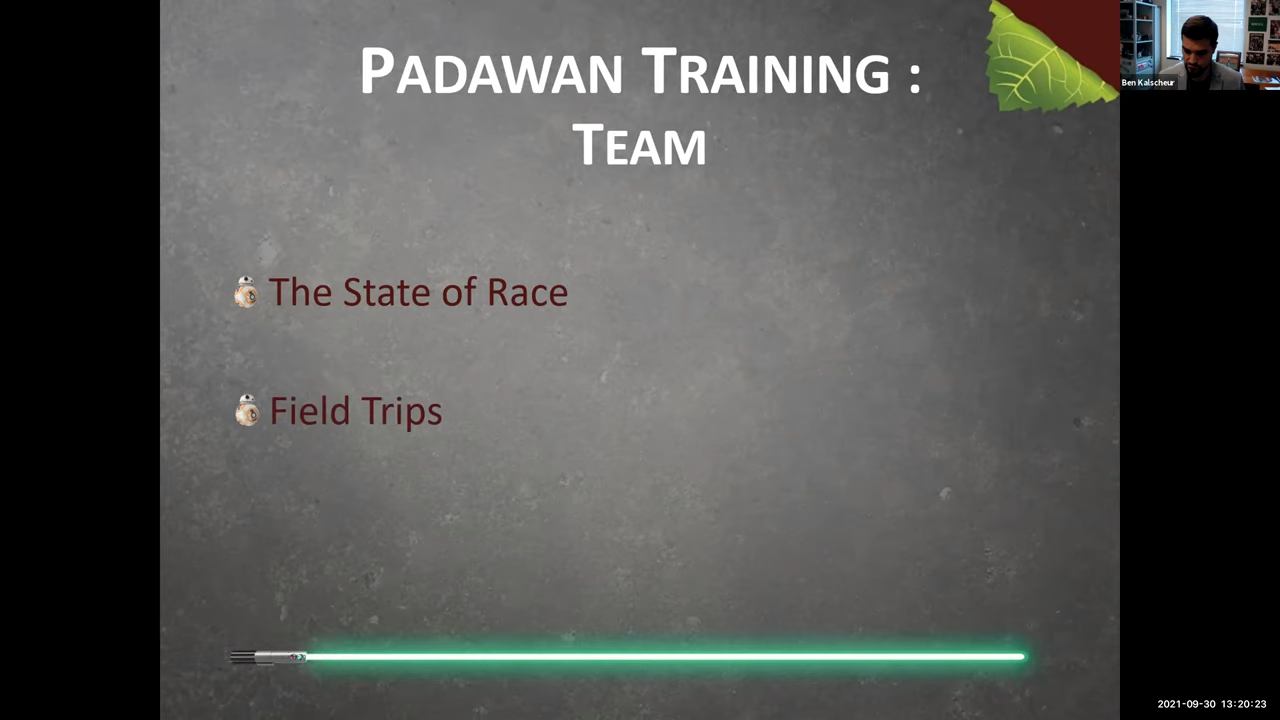 PADAWAN TRAINING :
TEAM
Ben Kalscheur
The State of Race
Field Trips
2021-09-30 13:20:23